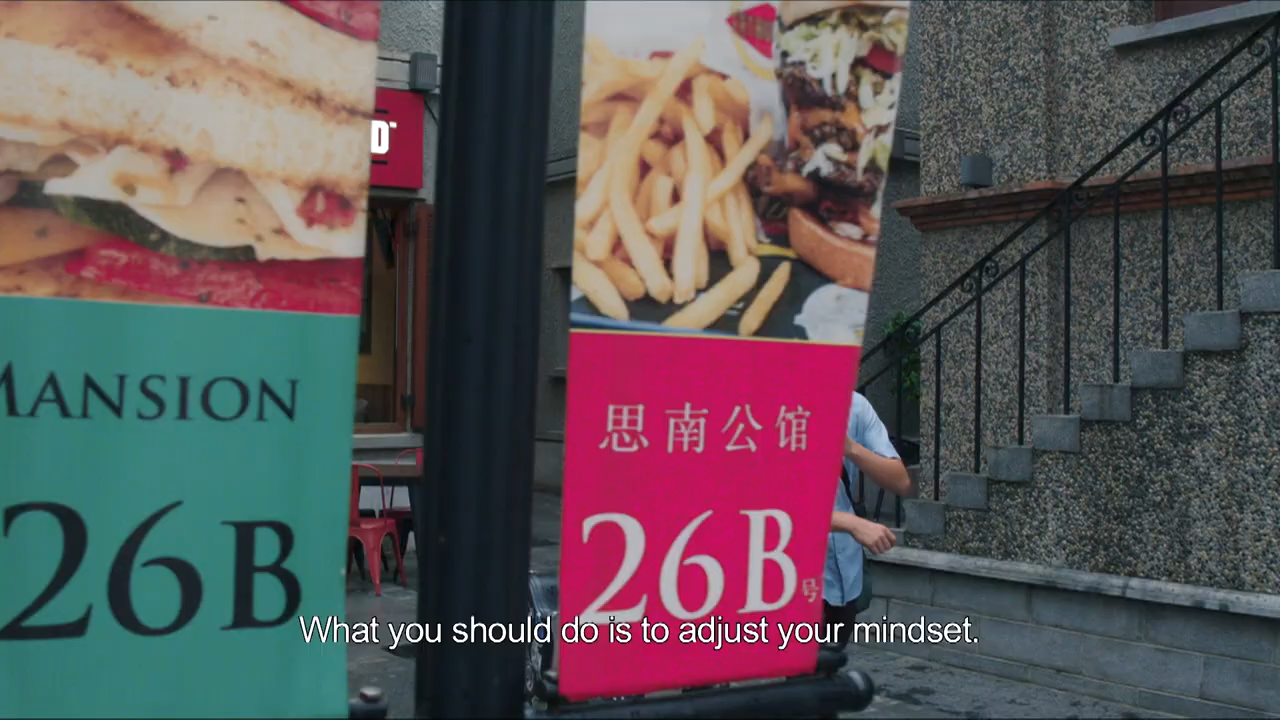 MANSION
26B
思南公馆
26B号
What you should do is to adjust your mindset.